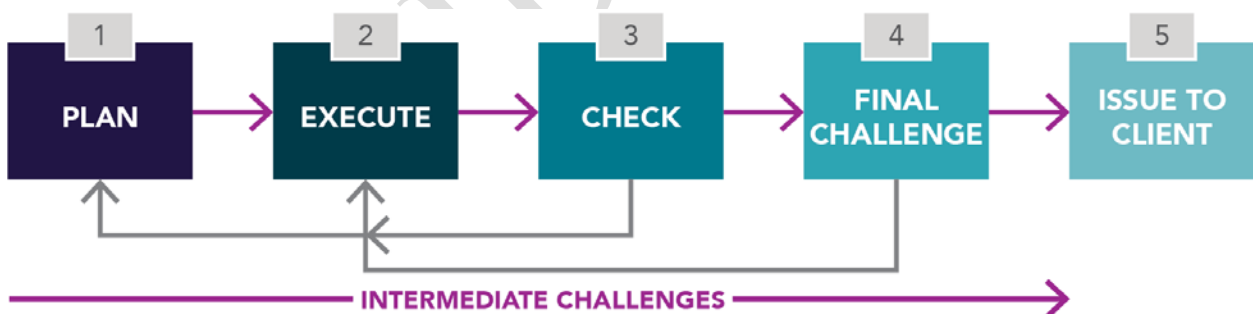 1
2
3
4
5
PLAN
EXECUTE
CHECK
FINAL
CHALLENGE
ISSUE TO
CLIENT
INTERMEDIATE CHALLENGES